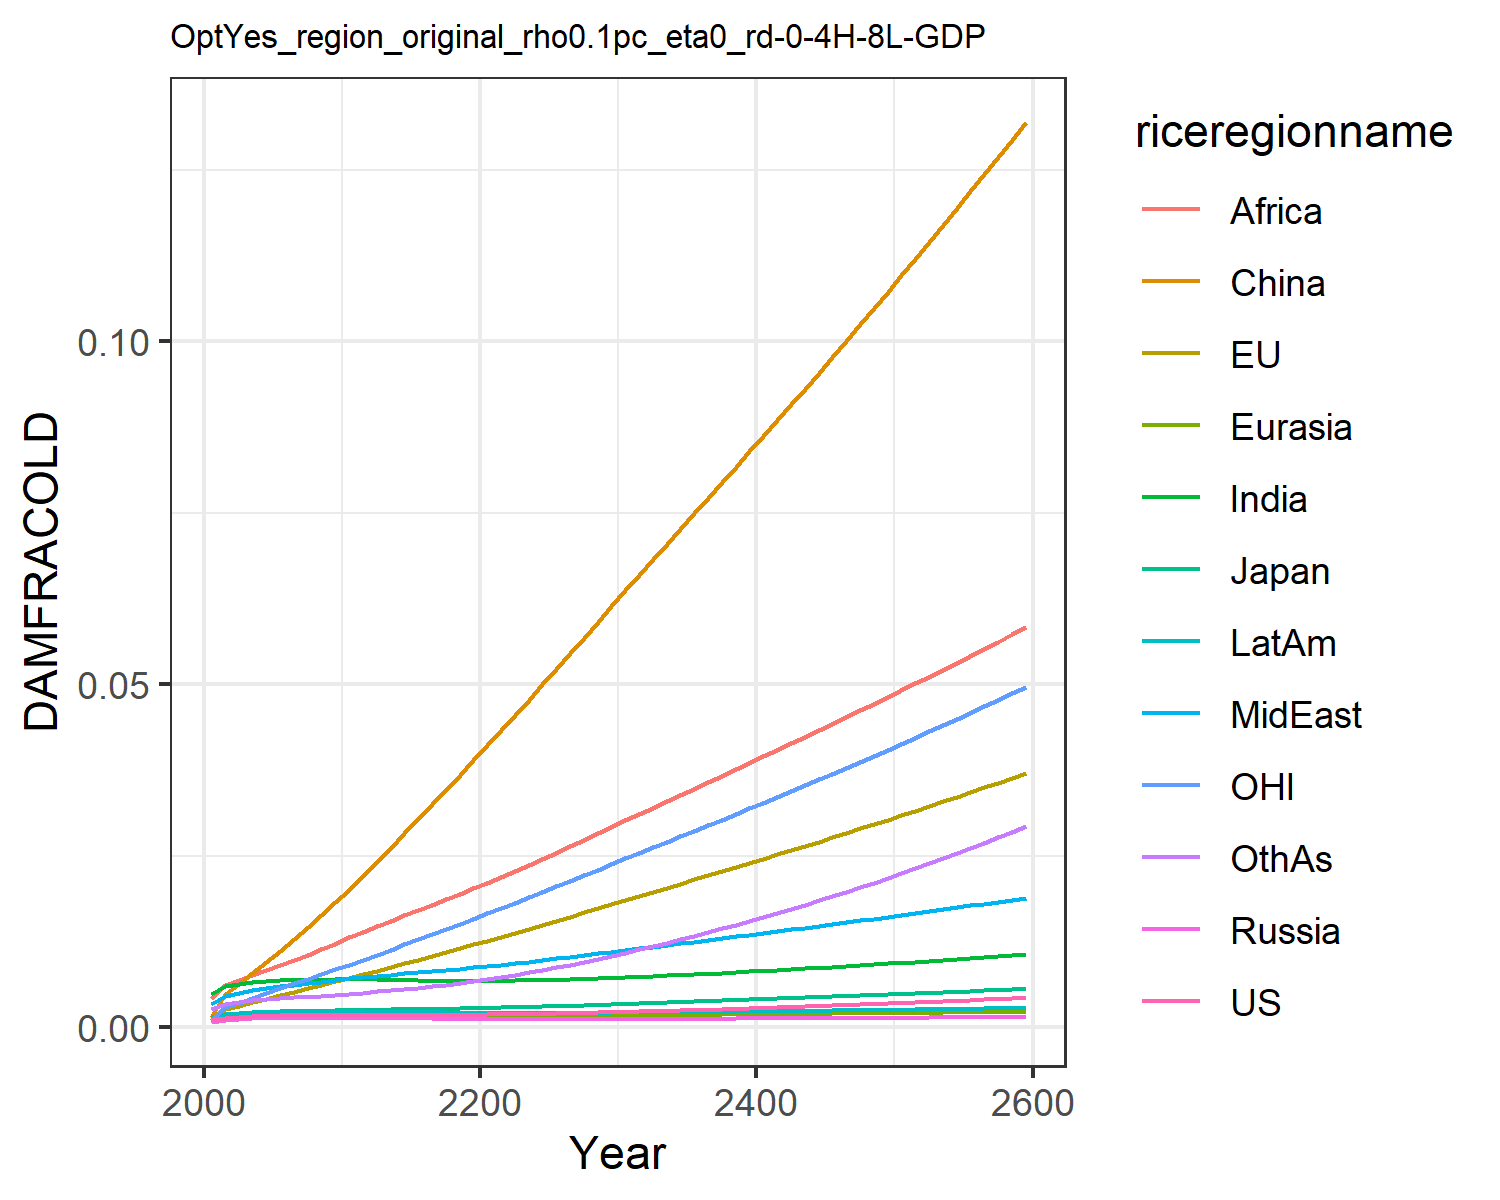 OptYes_region_original_rho0.1pc_eta0_rd-0-4H-8L-GDP
DAMFRACOLD
0.10
0.05
0.00
2000
2200
2400
2600
Year
riceregionname
Africa
China
EU
Eurasia
India
Japan
LatAm
MidEast
OHI
OthAs
Russia
US